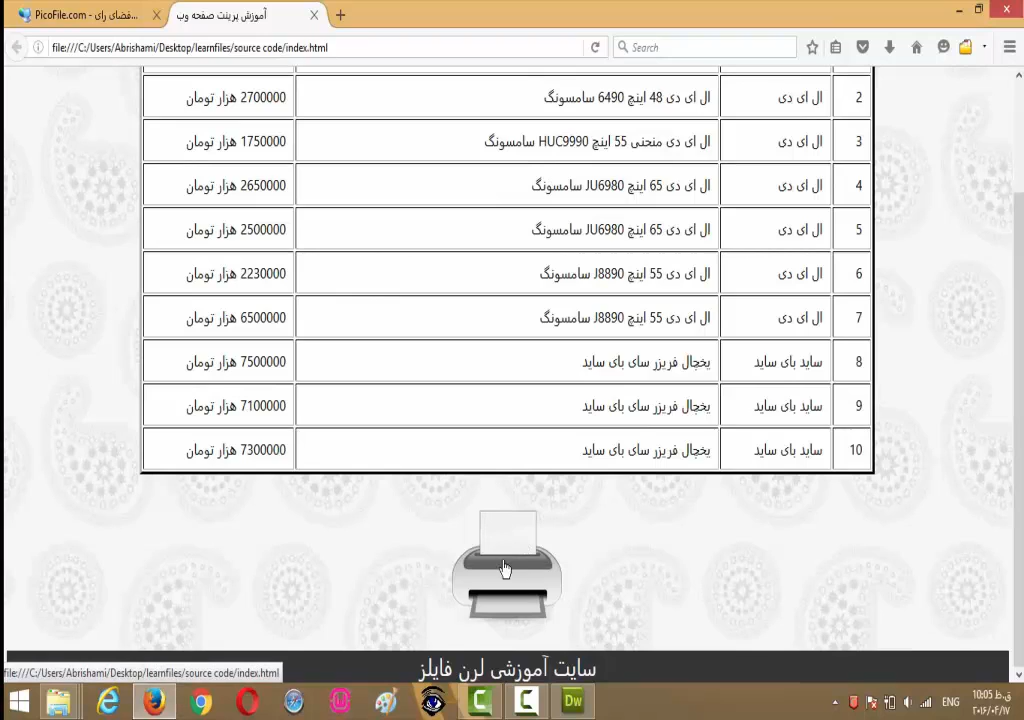 PicoFile.com - فضای رای...
آموزش پرینت صفحه وب
file:///C:/Users/Abrishami/Desktop/learnfiles/source code/index.html
Search
2 ال ای دی ال ای دی 48 اینچ 6490 سامسونگ 2700000 هزار تومان
3 ال ای دی ال ای دی منحنی 55 اینچ HUC9990 سامسونگ 1750000 هزار تومان
4 ال ای دی ال ای دی 65 اینچ JU6980 سامسونگ 2650000 هزار تومان
5 ال ای دی ال ای دی 65 اینچ JU6980 سامسونگ 2500000 هزار تومان
6 ال ای دی ال ای دی 55 اینچ J8890 سامسونگ 2230000 هزار تومان
7 ال ای دی ال ای دی 55 اینچ J8890 سامسونگ 6500000 هزار تومان
8 ساید بای ساید یخچال فریزر سای بای ساید 7500000 هزار تومان
9 ساید بای ساید یخچال فریزر سای بای ساید 7100000 هزار تومان
10 ساید بای ساید یخچال فریزر سای بای ساید 7300000 هزار تومان
سایت آموزشی لرن فایلز
file:///C:/Users/Abrishami/Desktop/learnfiles/source code/index.html
Dw
ENG
10:05 ق.ظ
۲۰۱۶/۰۴/۱۷